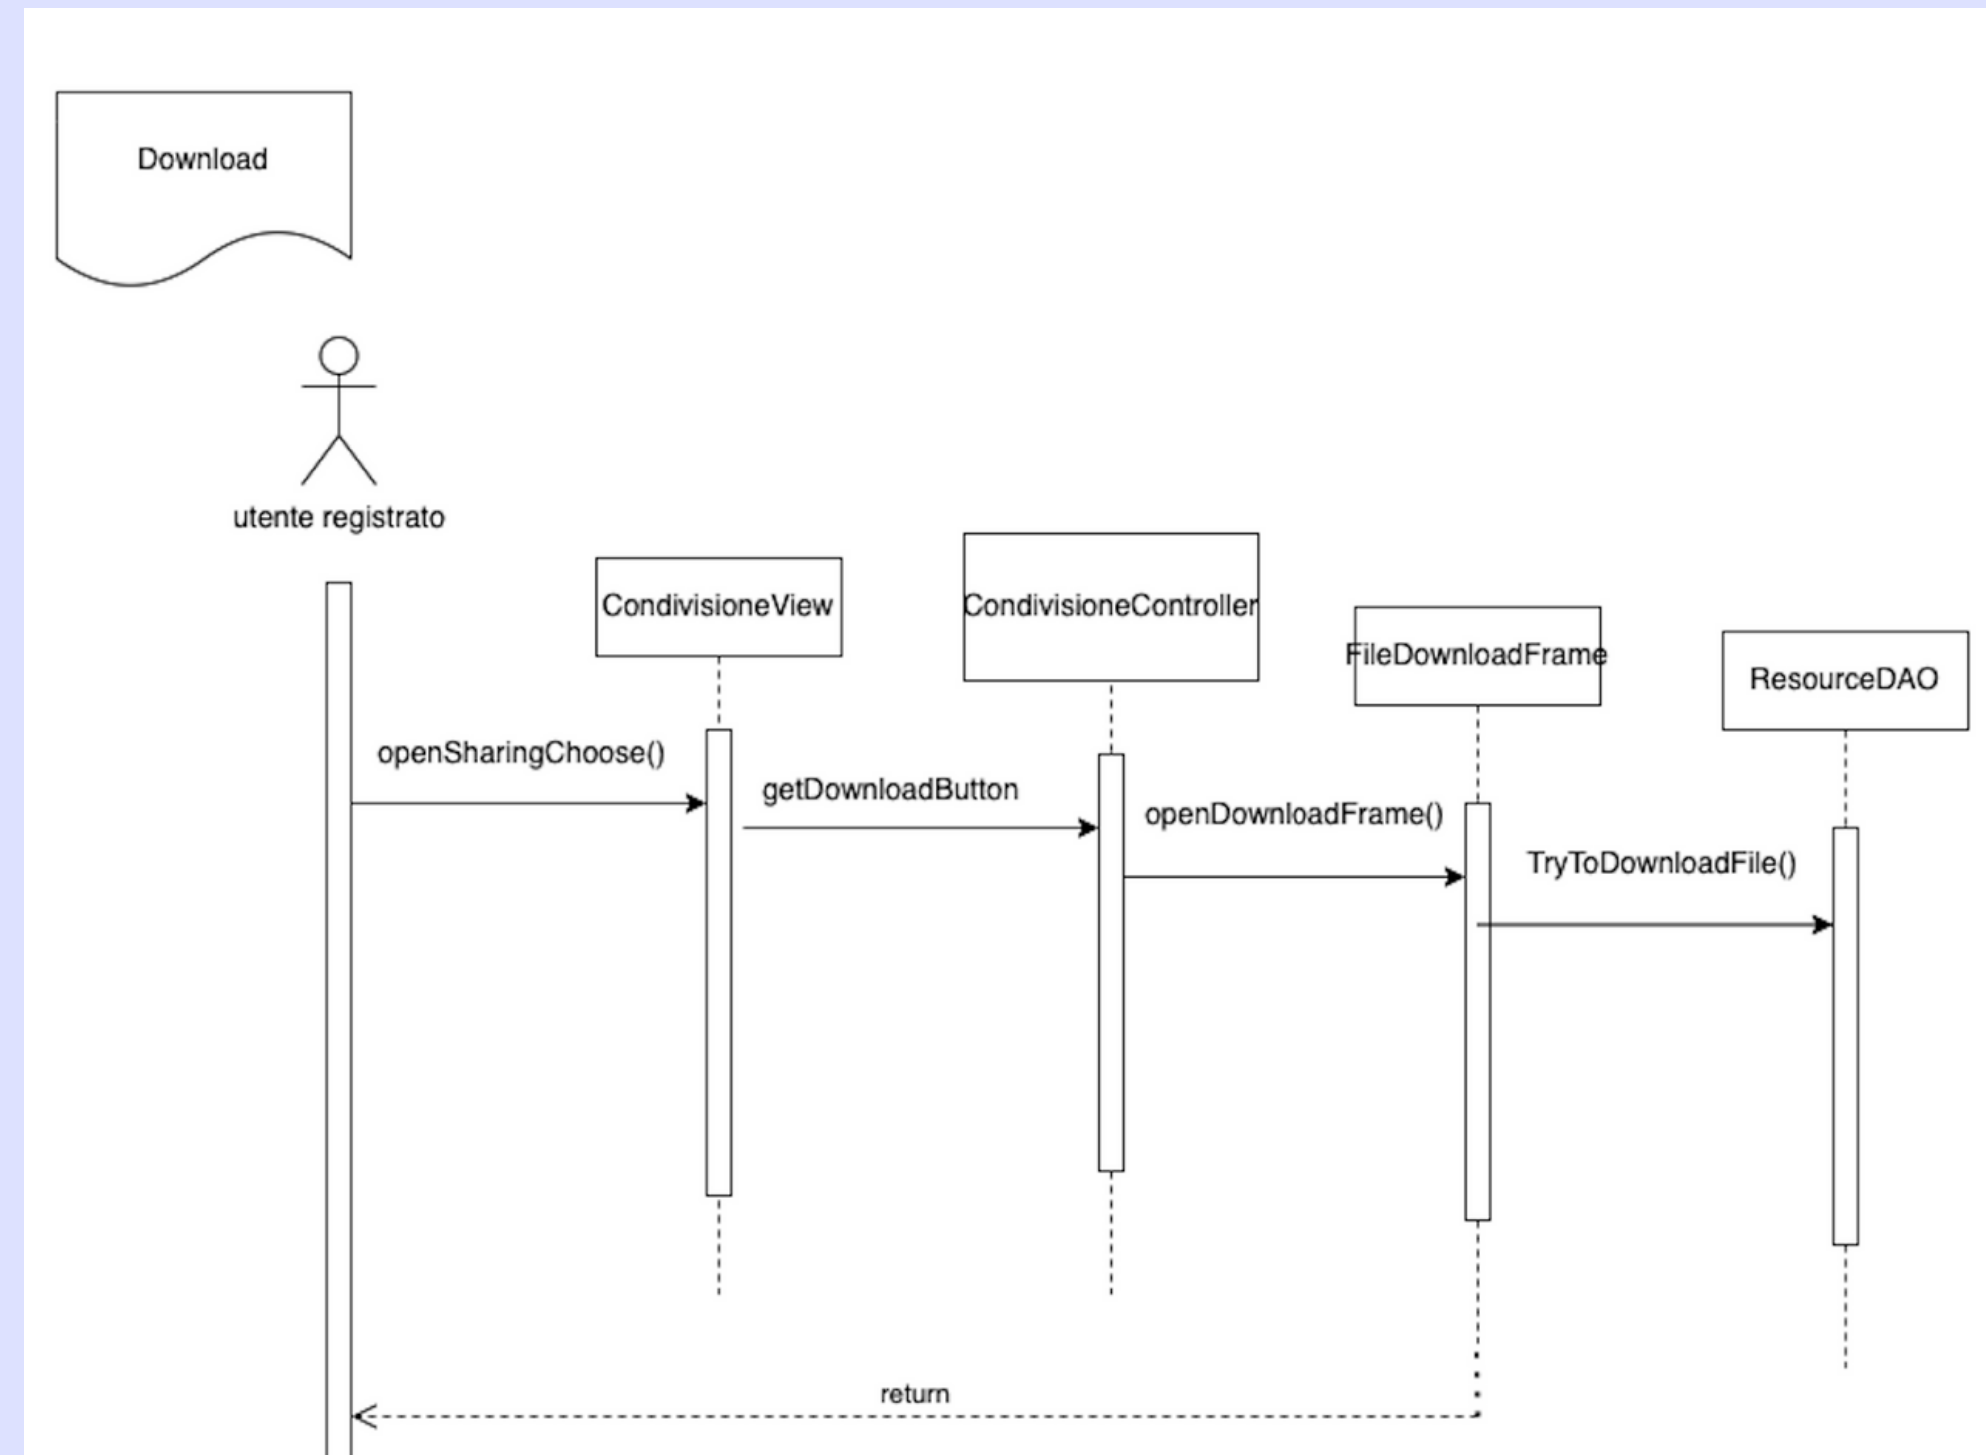 Download
utente registrato
CondivisioneView
CondivisioneController
FileDownloadFrame
ResourceDAO
openSharingChoose()
getDownloadButton
openDownloadFrame()
TryToDownloadFile()
return